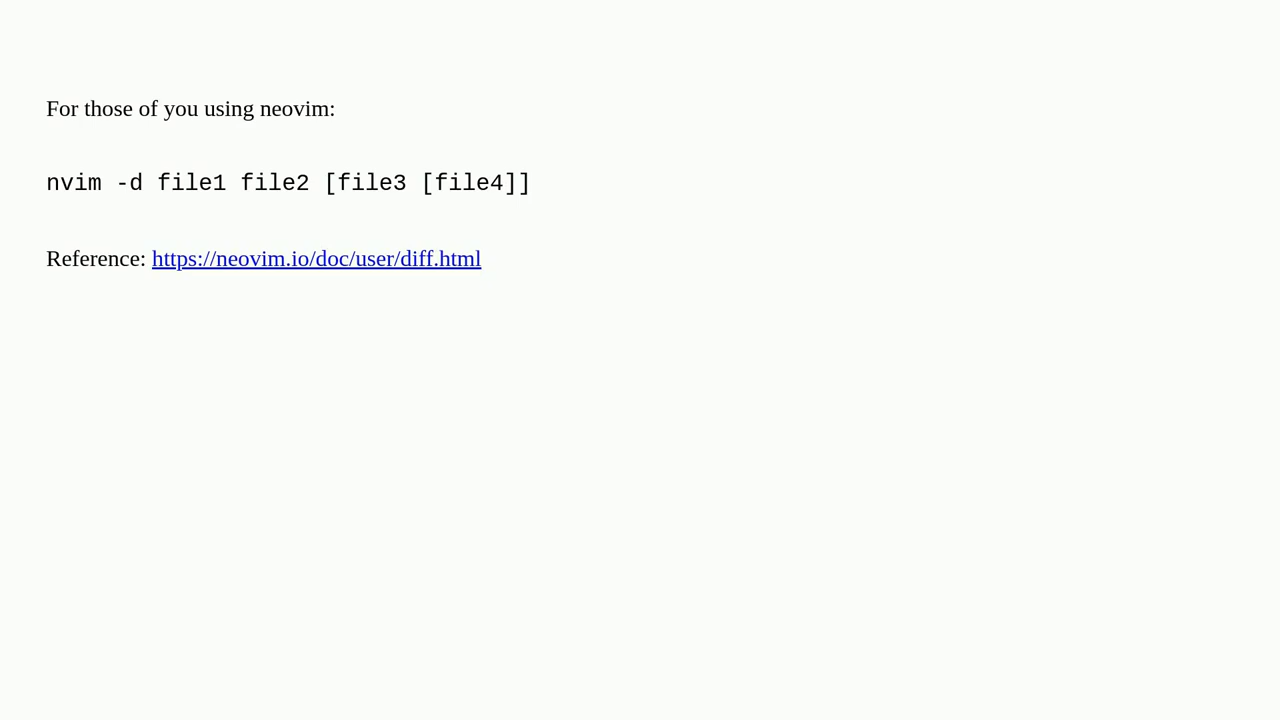 For those of you using neovim:
nvim -d file1 file2 [file3 [file4]]
Reference: https://neovim.io/doc/user/diff.html